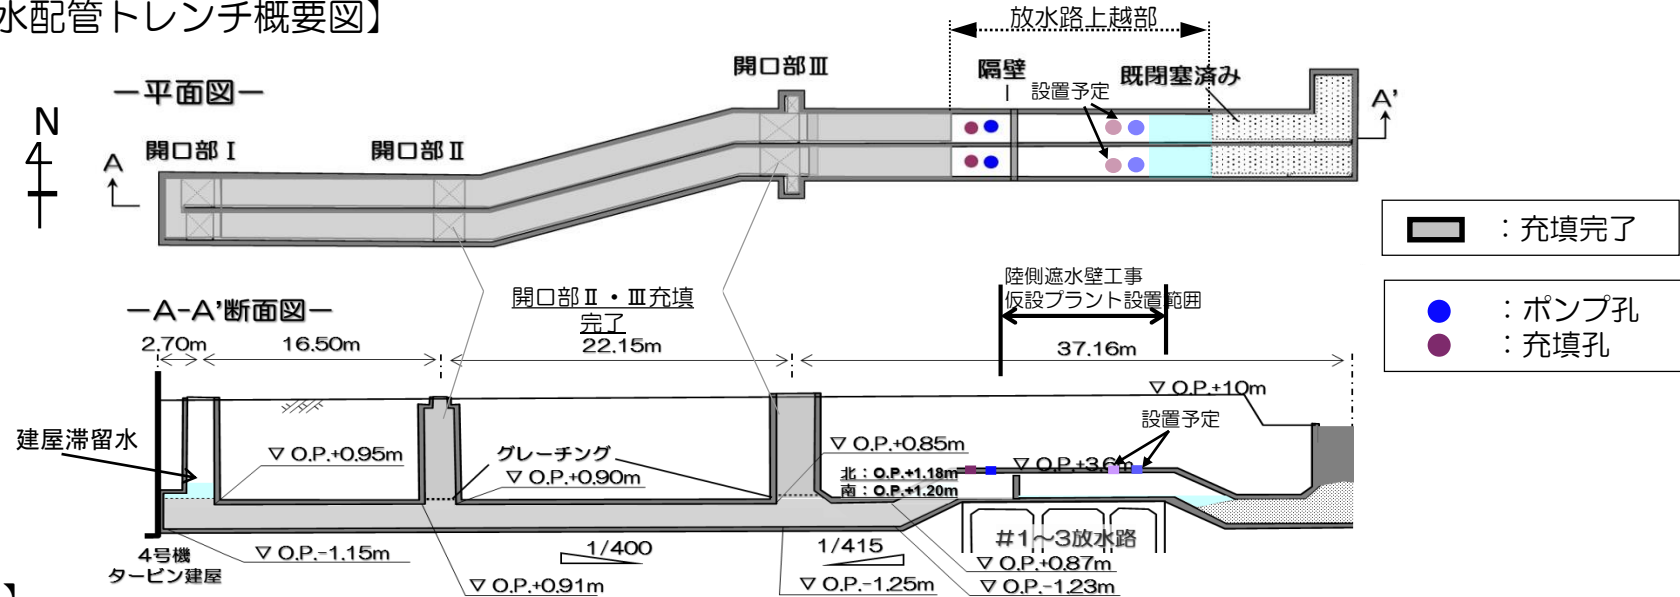 水配管トレンチ概要図】
放水路上越部
開口部Ⅲ
隔壁
既閉塞済み
設置予定
―平面図―
N
A
A'
開口部Ⅰ
開口部Ⅱ
：充填完了
陸側遮水壁工事
仮設プラント設置範囲
開口部Ⅱ・Ⅲ充填
完了
：ポンプ孔
：充填孔
―A-A'断面図―
2.70m
16.50m
22.15m
37.16m
▽ O.P.+10m
設置予定
建屋滞留水
▽ O.P.+0.95m
グレーチング
▽ O.P.+0.90m
▽ O.P.+0.85m
北：O.P.+1.18m
南：O.P.+1.20m
▽ O.P.+3.6m
#1～3放水路
4号機
タービン建屋
▽ O.P.-1.15m
1/400
1/415
▽ O.P.+0.87m
▽ O.P.+0.91m
▽ O.P.-1.25m
▽ O.P.-1.23m
】